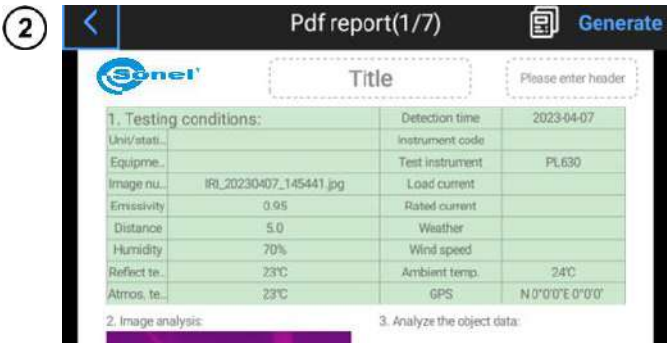 2
Pdf report(1/7)
Generate
Sonel
Title
Please enter header
1. Testing conditions:
Detection time 2023-04-07
Unit/stati... Instrument code
Equipme... Test instrument PL630
Image nu... IRI_20230407_145441.jpg Load current
Emissivity 0.95 Rated current
Distance 5.0 Weather
Humidity 70% Wind speed
Reflect te... 23°C Ambient temp. 24°C
Atmos. te... 23°C GPS N 0°0'0"E 0°0'0"
2. Image analysis:
3. Analyze the object data: